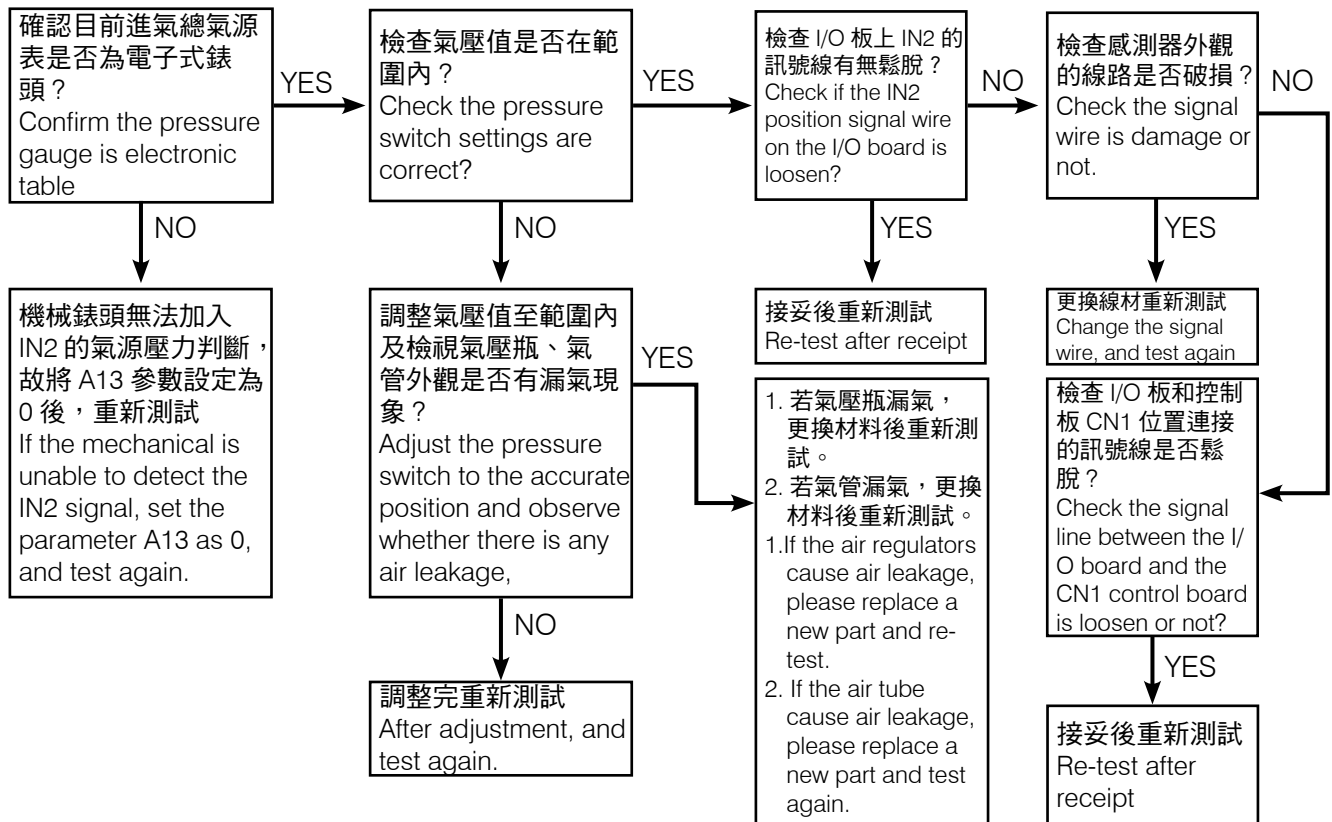 確認目前進氣總氣源
表是否為電子式錶
頭？
Confirm the pressure
gauge is electronic
table
YES
檢查氣壓值是否在範
圍內？
Check the pressure
switch settings are
correct?
YES
檢查 I/O 板上 IN2 的
訊號線有無鬆脫？
Check if the IN2
position signal wire
on the I/O board is
loosen?
NO
檢查感測器外觀
的線路是否破損？
Check the signal
wire is damage or
not.
NO
NO
NO
YES
YES
機械錶頭無法加入
IN2 的氣源壓力判斷，
故將 A13 參數設定為
0 後，重新測試
If the mechanical is
unable to detect the
IN2 signal, set the
parameter A13 as 0,
and test again.
調整氣壓值至範圍內
及檢視氣壓瓶、氣
管外觀是否有漏氣現
象？
Adjust the pressure
switch to the accurate
position and observe
whether there is any
air leakage,
YES
接妥後重新測試
Re-test after receipt
更換線材重新測試
Change the signal
wire, and test again
1. 若氣壓瓶漏氣，
更換材料後重新測
試。
2. 若氣管漏氣，更換
材料後重新測試。
1.If the air regulators
cause air leakage,
please replace a
new part and re-
test.
2. If the air tube
cause air leakage,
please replace a
new part and test
again.
檢查 I/O 板和控制
板 CN1 位置連接
的訊號線是否鬆
脫？
Check the signal
line between the I/
O board and the
CN1 control board
is loosen or not?
NO
YES
調整完重新測試
After adjustment, and
test again.
接妥後重新測試
Re-test after
receipt